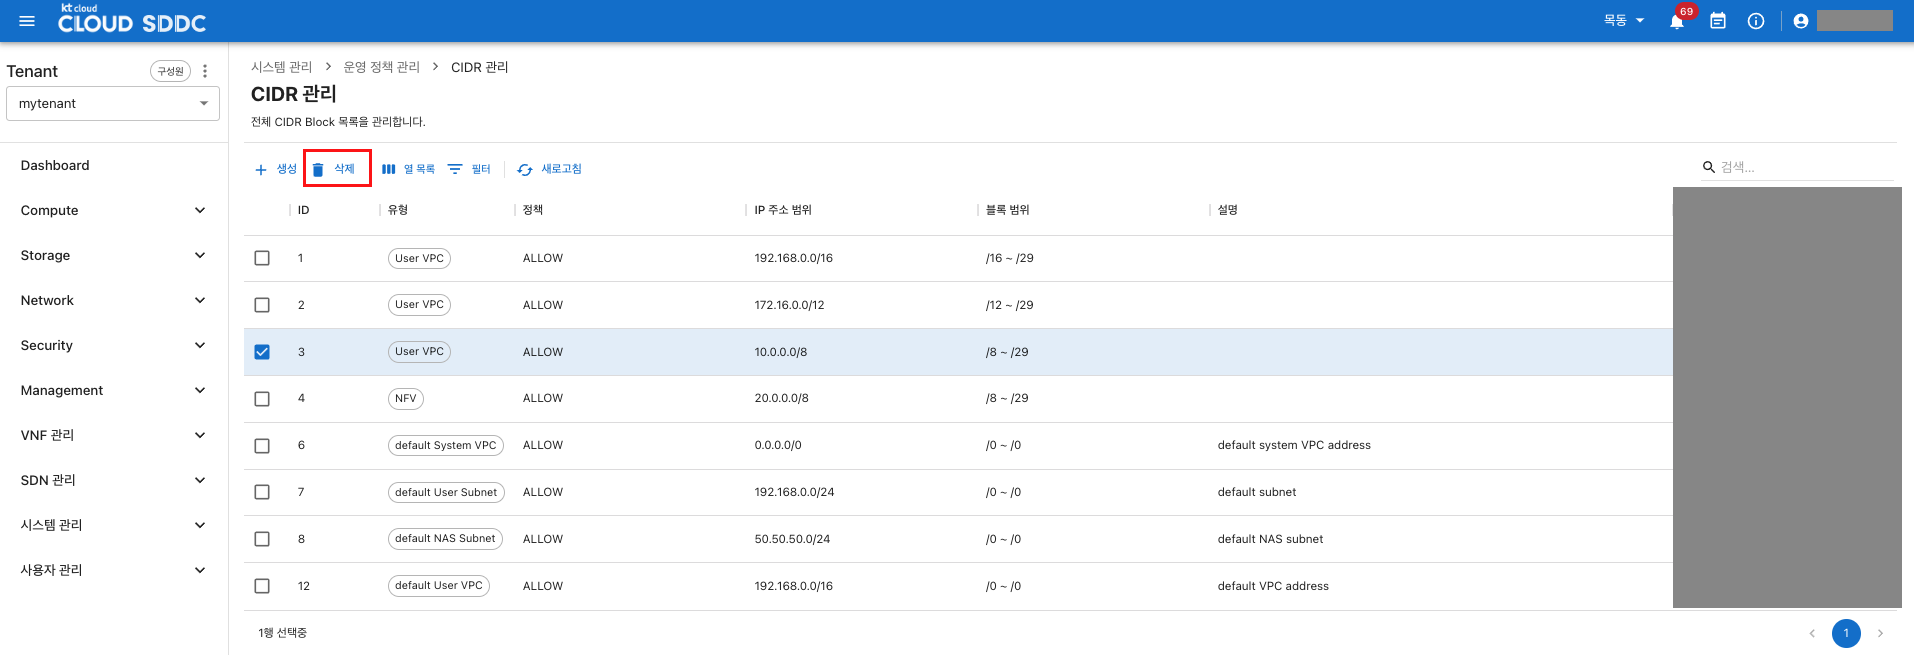 kt cloud
CLOUD SDDC
목동
69
Tenant
구성원
mytenant
Dashboard
Compute
Storage
Network
Security
Management
VNF 관리
SDN 관리
시스템 관리
사용자 관리
시스템 관리 > 운영 정책 관리 > CIDR 관리
CIDR 관리
전체 CIDR Block 목록을 관리합니다.
생성 삭제 열 목록 필터 새로고침
검색...
ID 유형 정책 IP 주소 범위 블록 범위 설명
1 User VPC ALLOW 192.168.0.0/16 /16 ~ /29
2 User VPC ALLOW 172.16.0.0/12 /12 ~ /29
3 User VPC ALLOW 10.0.0.0/8 /8 ~ /29
4 NFV ALLOW 20.0.0.0/8 /8 ~ /29
6 default System VPC ALLOW 0.0.0.0/0 /0 ~ /0 default system VPC address
7 default User Subnet ALLOW 192.168.0.0/24 /0 ~ /0 default subnet
8 default NAS Subnet ALLOW 50.50.50.0/24 /0 ~ /0 default NAS subnet
12 default User VPC ALLOW 192.168.0.0/16 /0 ~ /0 default VPC address
1행 선택중
1